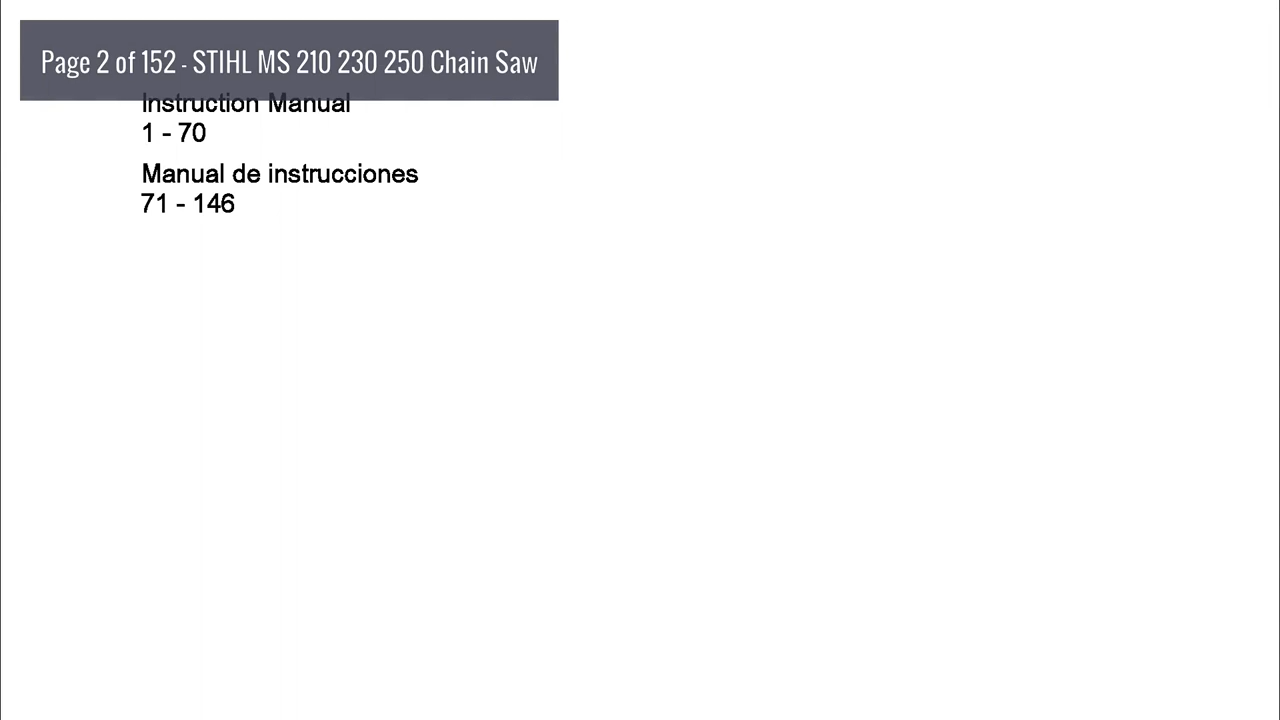 Page 2 of 152 - STIHL MS 210 230 250 Chain Saw
Instruction Manual
1 - 70
Manual de instrucciones
71 - 146